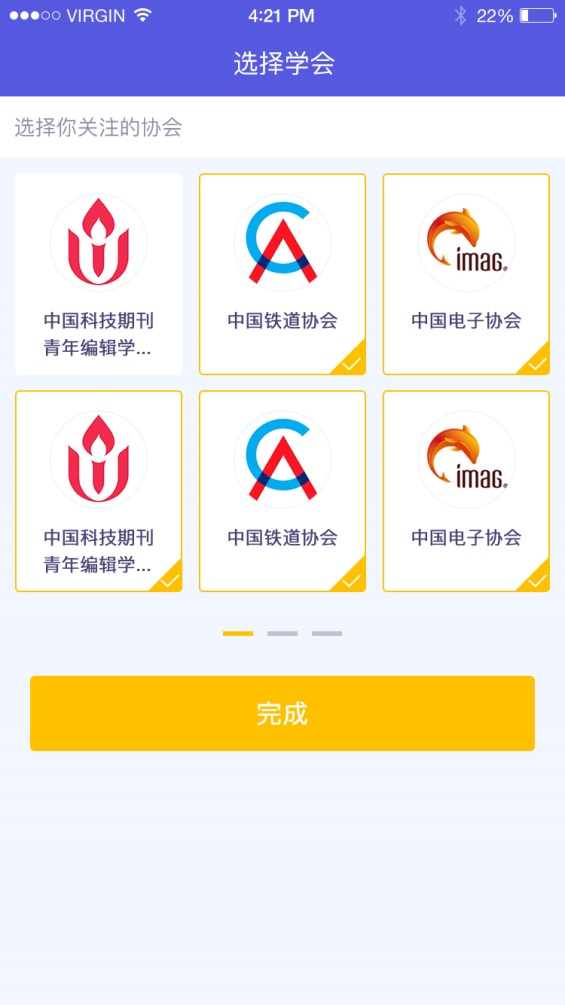 VIRGIN
4:21 PM
22%
选择学会
选择你关注的协会
中国科技期刊
青年编辑学...
中国铁道协会
imag
中国电子协会
中国科技期刊
青年编辑学...
中国铁道协会
imag
中国电子协会
完成